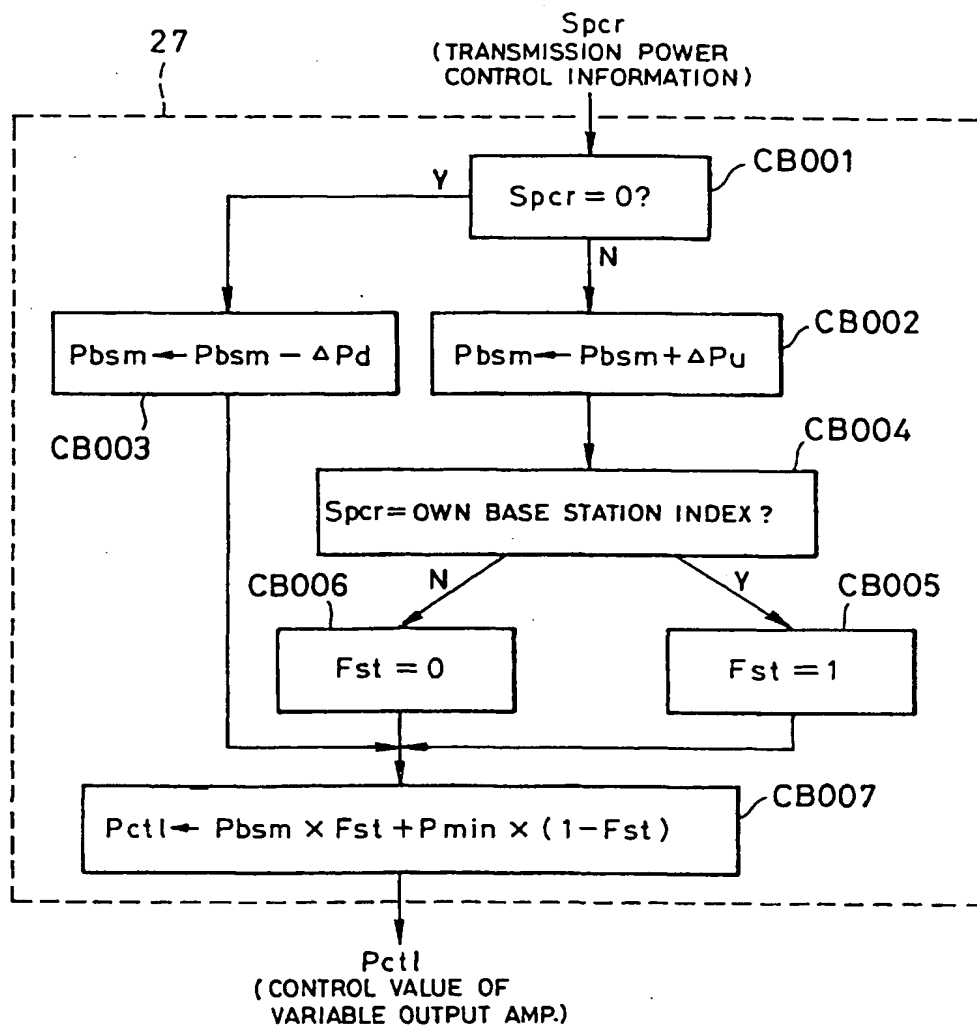 Spcr
(TRANSMISSION POWER
CONTROL INFORMATION)
27
CB001
Y
Spcr = 0?
N
CB002
Pbsm ← Pbsm − ΔPd
Pbsm ← Pbsm + ΔPu
CB003
CB004
Spcr = OWN BASE STATION INDEX ?
CB006
N
Y
CB005
Fst = 0
Fst = 1
CB007
Pctl ← Pbsm × Fst + Pmin × (1 − Fst)
Pctl
(CONTROL VALUE OF
VARIABLE OUTPUT AMP.)